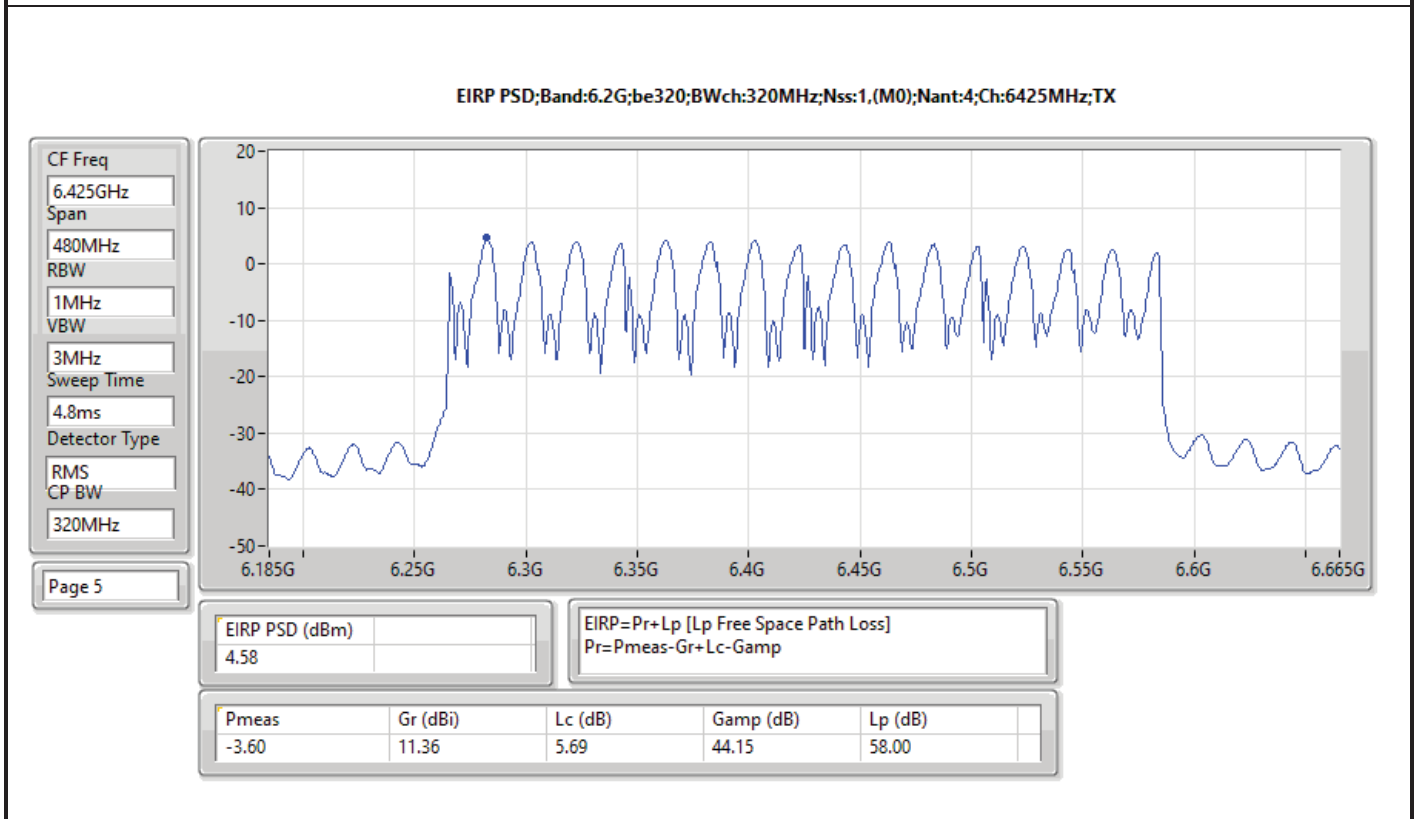 EIRP PSD;Band:6.2G;be320;BWch:320MHz;Nss:1,(M0);Nant:4;Ch:6425MHz;TX
CF Freq
6.425GHz
Span
480MHz
RBW
1MHz
VBW
3MHz
Sweep Time
4.8ms
Detector Type
RMS
CP BW
320MHz
Page 5
20
10
0
-10
-20
-30
-40
-50
6.185G 6.25G 6.3G 6.35G 6.4G 6.45G 6.5G 6.55G 6.6G 6.665G
EIRP PSD (dBm)
4.58
EIRP=Pr+Lp [Lp Free Space Path Loss]
Pr=Pmeas-Gr+Lc-Gamp
Pmeas Gr (dBi) Lc (dB) Gamp (dB) Lp (dB)
-3.60 11.36 5.69 44.15 58.00